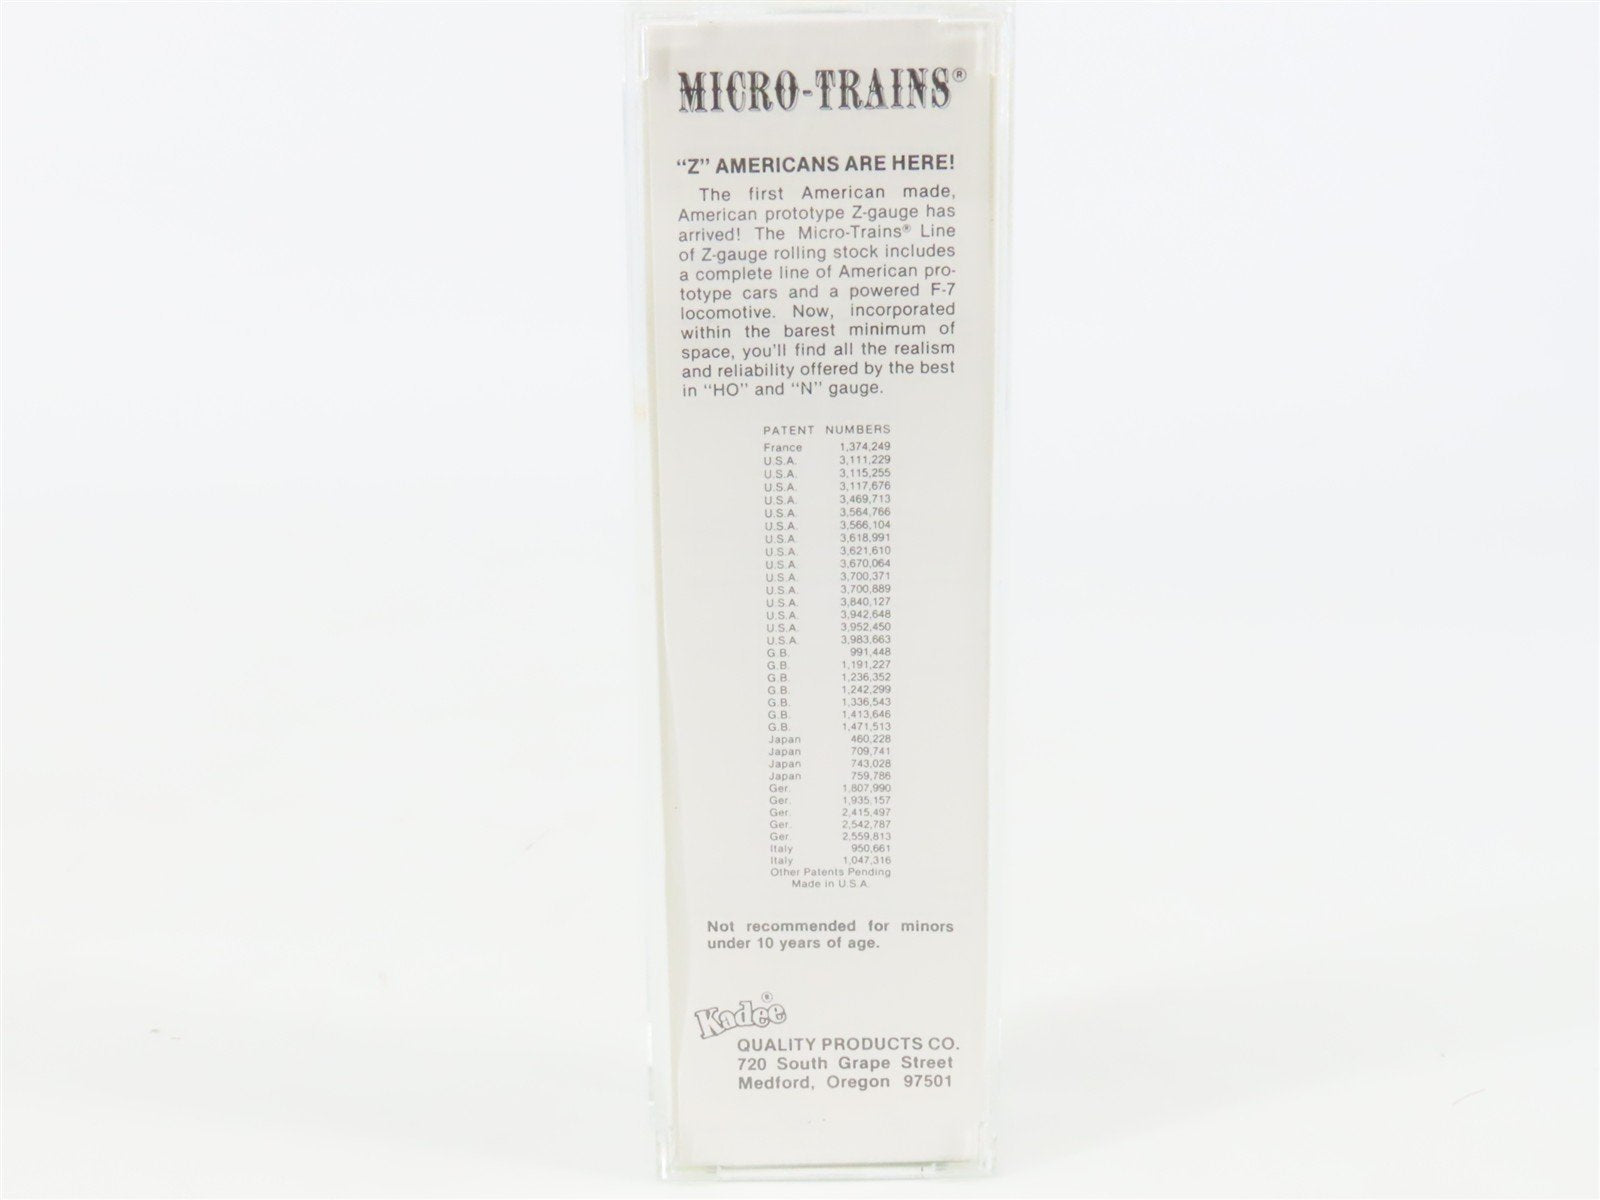 MICRO-TRAINS®
"Z" AMERICANS ARE HERE!
The first American made,
American prototype Z-gauge has
arrived! The Micro-Trains® Line
of Z-gauge rolling stock includes
a complete line of American pro-
totype cars and a powered F-7
locomotive. Now, incorporated
within the barest minimum of
space, you'll find all the realism
and reliability offered by the best
in "HO" and "N" gauge.
PATENT NUMBERS
France 1,374,249
U.S.A. 3,111,229
U.S.A. 3,115,255
U.S.A. 3,117,676
U.S.A. 3,469,713
U.S.A. 3,564,766
U.S.A. 3,566,104
U.S.A. 3,618,991
U.S.A. 3,621,610
U.S.A. 3,670,064
U.S.A. 3,700,371
U.S.A. 3,700,889
U.S.A. 3,840,127
U.S.A. 3,942,648
U.S.A. 3,952,450
U.S.A. 3,983,663
G.B. 991,448
G.B. 1,191,227
G.B. 1,236,352
G.B. 1,242,299
G.B. 1,336,543
G.B. 1,413,646
G.B. 1,471,513
Japan 460,228
Japan 709,741
Japan 743,028
Japan 759,786
Ger. 1,807,990
Ger. 1,935,157
Ger. 2,415,497
Ger. 2,542,787
Ger. 2,559,813
Italy 950,661
Italy 1,047,316
Other Patents Pending
Made in U.S.A.
Not recommended for minors
under 10 years of age.
Kadee®
QUALITY PRODUCTS CO.
720 South Grape Street
Medford, Oregon 97501